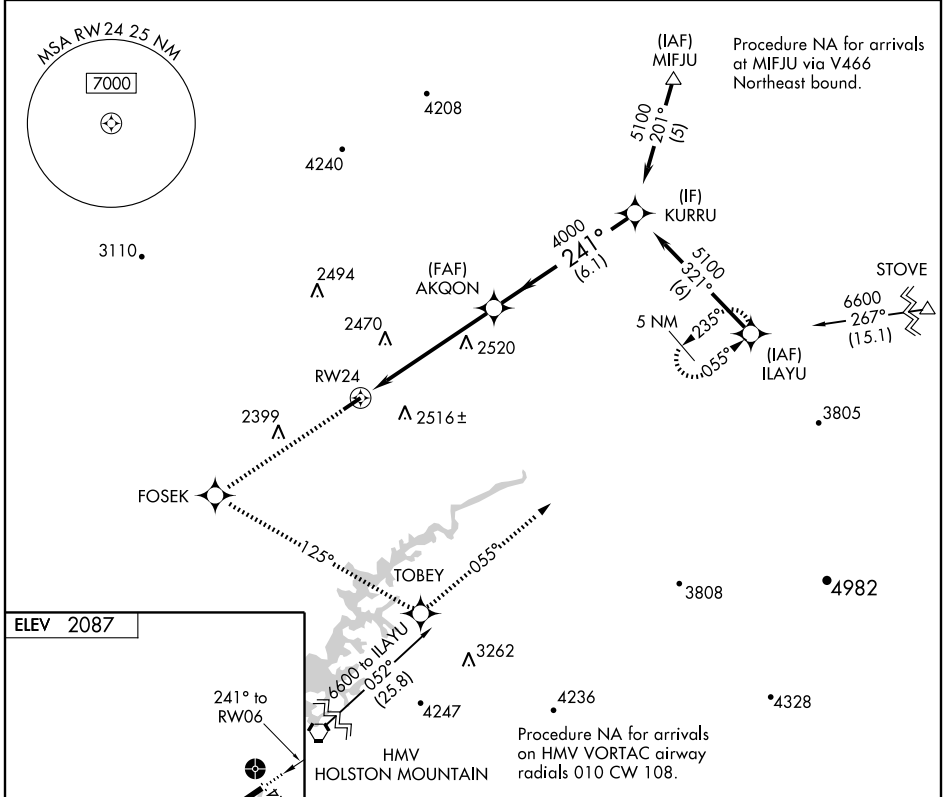 MSA RW24 25 NM
7000
(IAF)
MIFJU
Procedure NA for arrivals
at MIFJU via V466
Northeast bound.
4208
5100
201°
(5)
4240
(IF)
KURRU
3110
4000
241°
(6.1)
(FAF)
AKQON
2494
5100
321°
(6)
STOVE
6600
267°
(15.1)
2470
2520
5 NM
235°
055°
(IAF)
ILAYU
RW24
2399
2516±
3805
FOSEK
125°
055°
TOBEY
3808
4982
ELEV 2087
6600 to ILAYU
052°
(25.8)
3262
241° to
RW06
4247
4236
4328
HMV
HOLSTON MOUNTAIN
Procedure NA for arrivals
on HMV VORTAC airway
radials 010 CW 108.